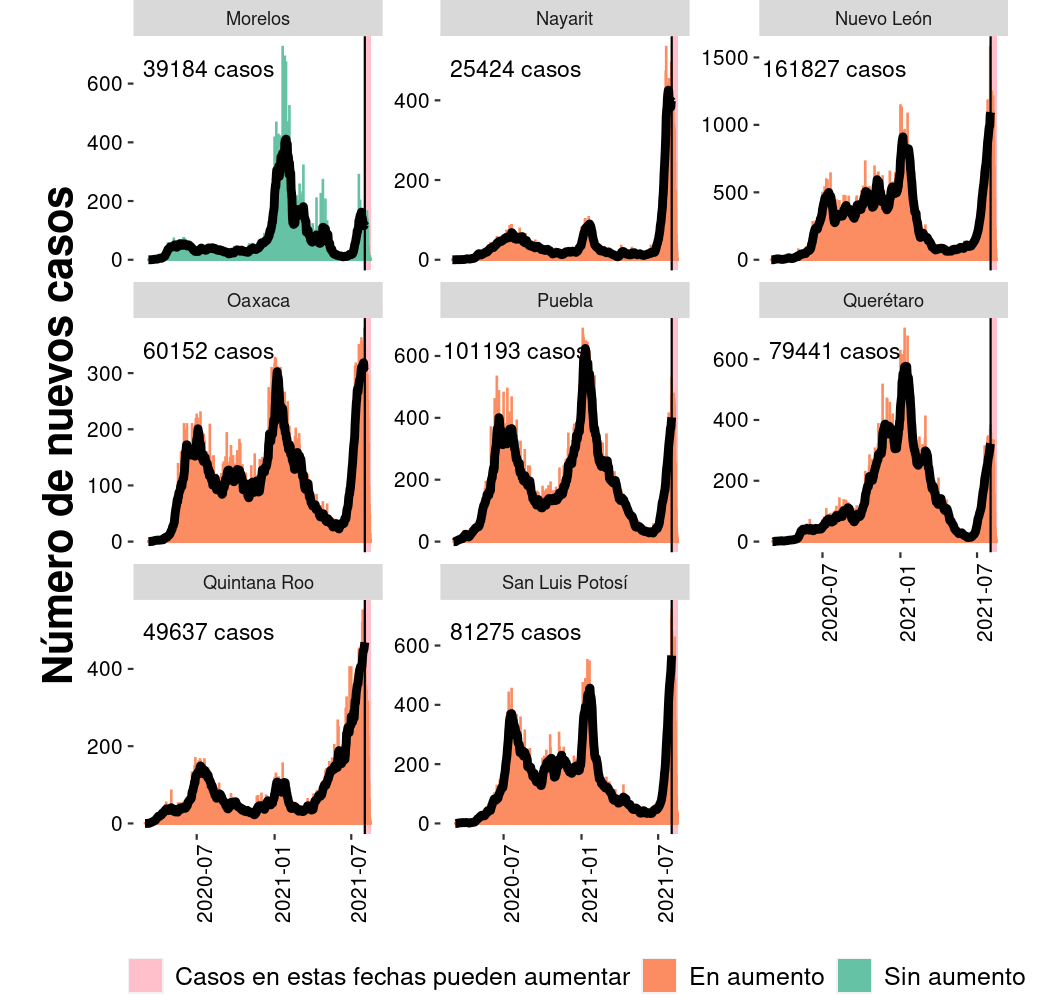 Número de nuevos casos
Morelos
Nayarit
Nuevo León
39184 casos
25424 casos
161827 casos
600
400
200
0
400
200
0
1500
1000
500
0
Oaxaca
Puebla
Querétaro
60152 casos
101193 casos
79441 casos
300
200
100
0
600
400
200
0
600
400
200
0
2020-07
2021-01
2021-07
Quintana Roo
San Luis Potosí
49637 casos
81275 casos
400
200
0
600
400
200
0
2020-07
2021-01
2021-07
2020-07
2021-01
2021-07
Casos en estas fechas pueden aumentar
En aumento
Sin aumento